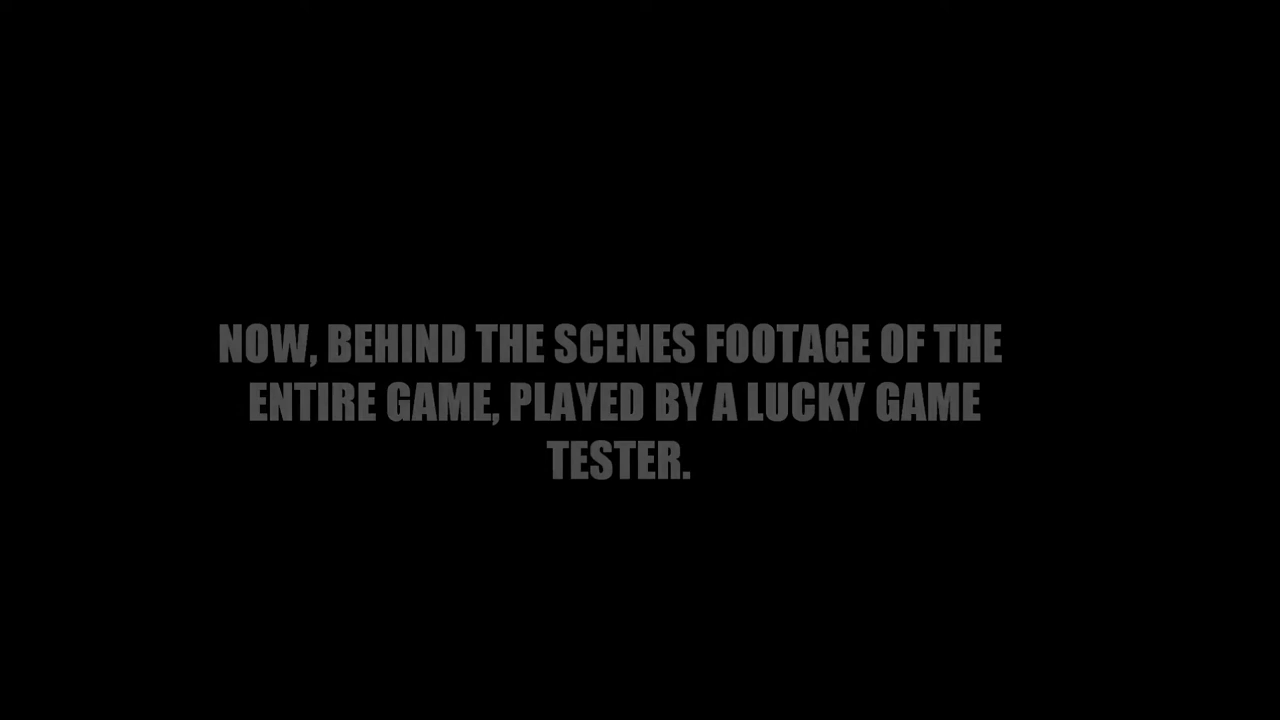 NOW, BEHIND THE SCENES FOOTAGE OF THE
ENTIRE GAME, PLAYED BY A LUCKY GAME
TESTER.